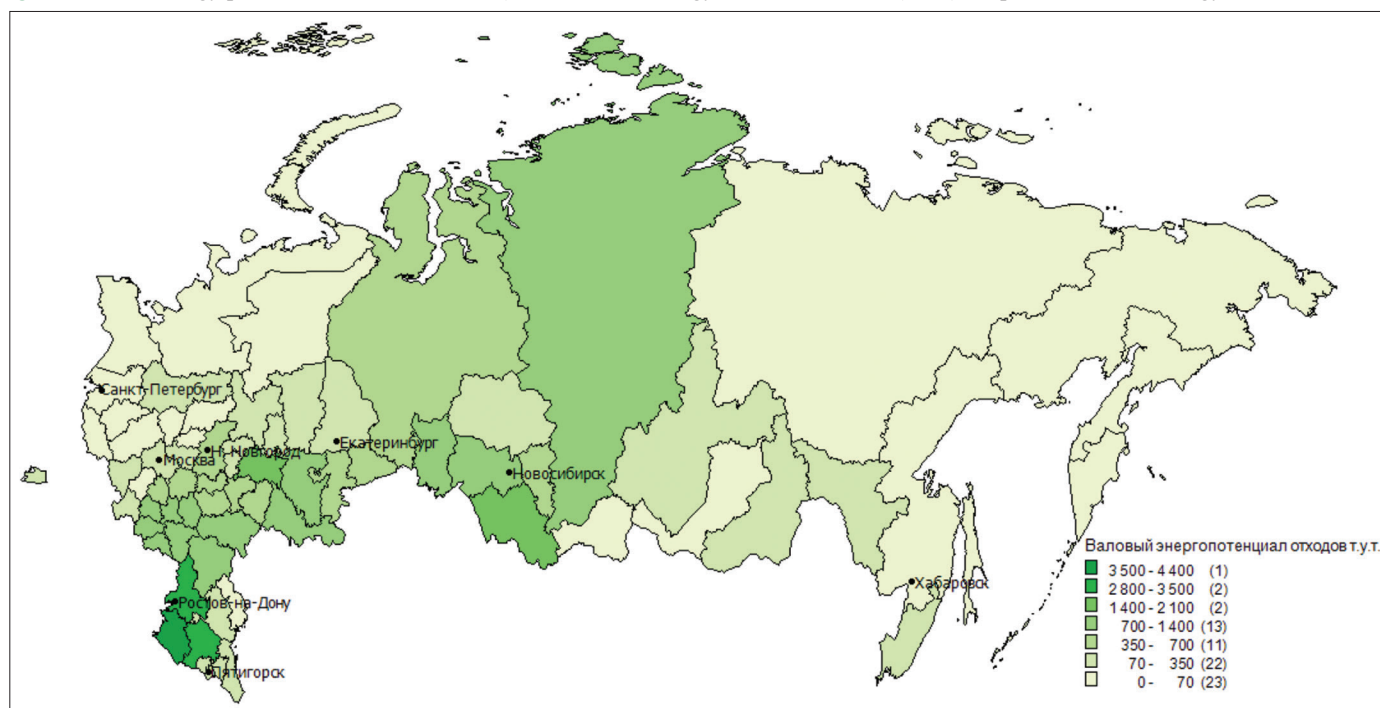 Санкт-Петербург
Н. Новгород
Москва
Екатеринбург
Новосибирск
Валовый энергопотенциал отходов т.у.т.
3 500 - 4 400 (1)
2 800 - 3 500 (2)
1 400 - 2 100 (2)
700 - 1 400 (13)
350 - 700 (11)
70 - 350 (22)
0 - 70 (23)
Хабаровск
Ростов-на-Дону
Пятигорск